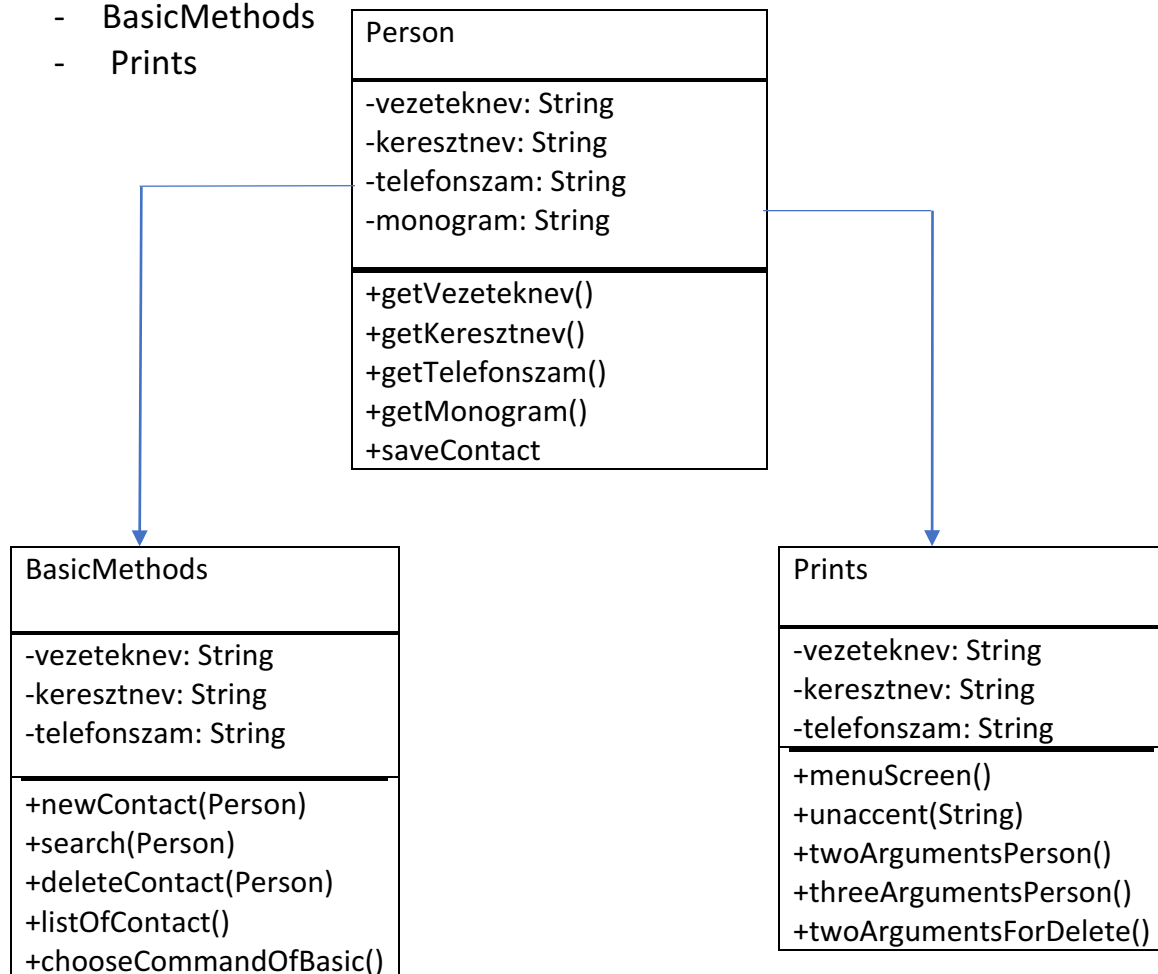 - BasicMethods
- Prints
Person
-vezeteknev: String
-keresztnev: String
-telefonszam: String
-monogram: String
+getVezeteknev()
+getKeresztnev()
+getTelefonszam()
+getMonogram()
+saveContact
BasicMethods
-vezeteknev: String
-keresztnev: String
-telefonszam: String
+newContact(Person)
+search(Person)
+deleteContact(Person)
+listOfContact()
+chooseCommandOfBasic()
Prints
-vezeteknev: String
-keresztnev: String
-telefonszam: String
+menuScreen()
+unaccent(String)
+twoArgumentsPerson()
+threeArgumentsPerson()
+twoArgumentsForDelete()